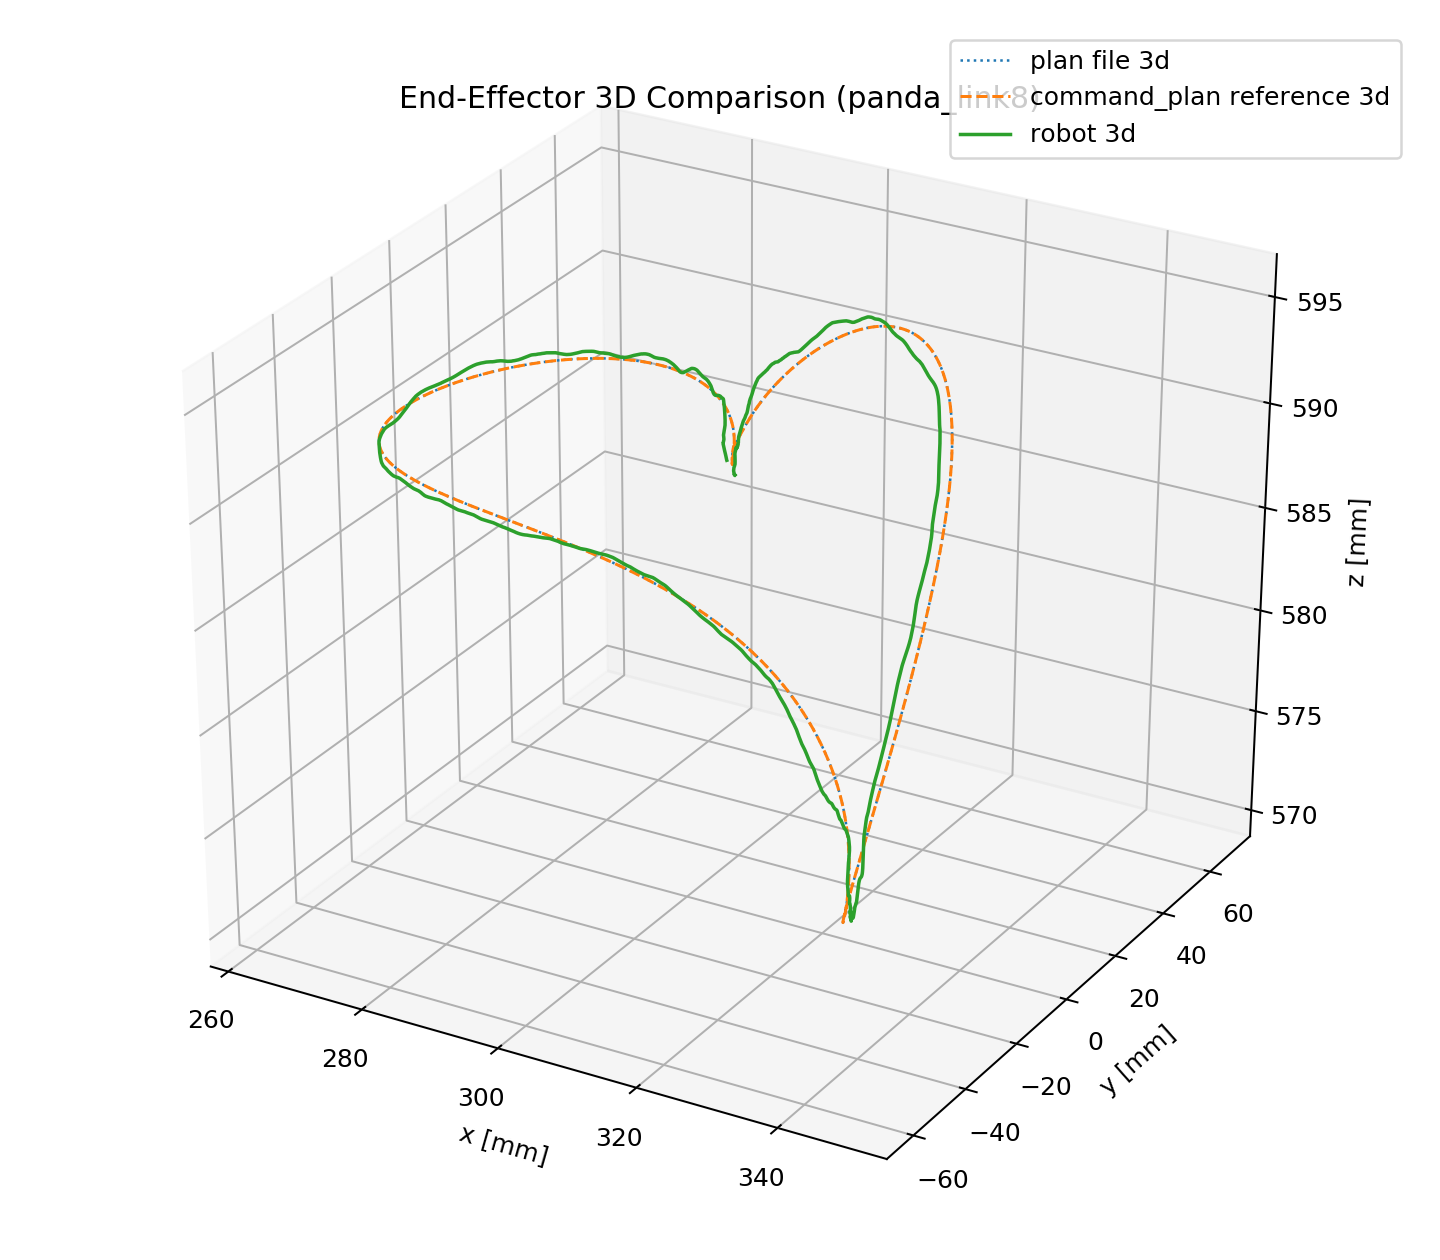 End-Effector 3D Comparison (panda_link8)
plan file 3d
command_plan reference 3d
robot 3d
595
590
585
580
575
570
z [mm]
60
40
20
0
−20
−40
−60
y [mm]
260
280
300
320
340
x [mm]